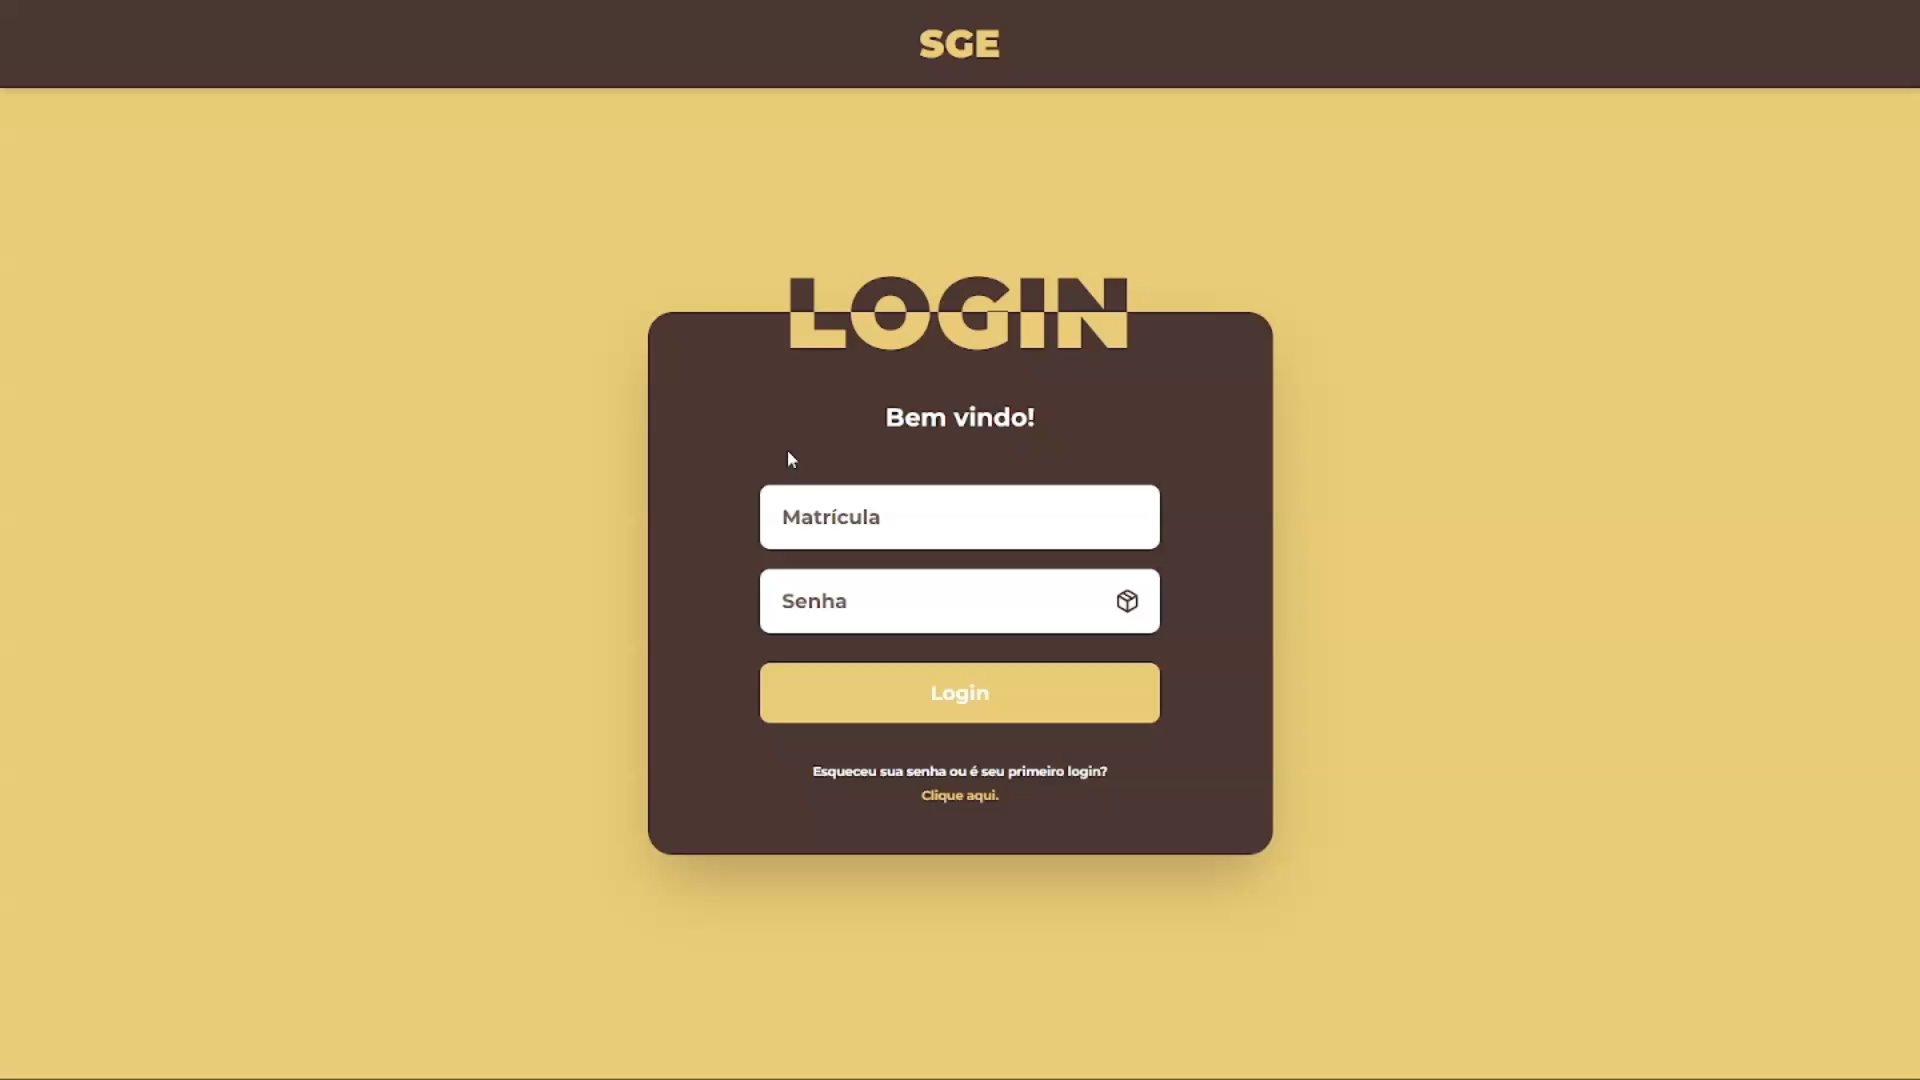 SGE
LOGIN
Bem vindo!
Matrícula
Senha
Login
Esqueceu sua senha ou é seu primeiro login?
Clique aqui.